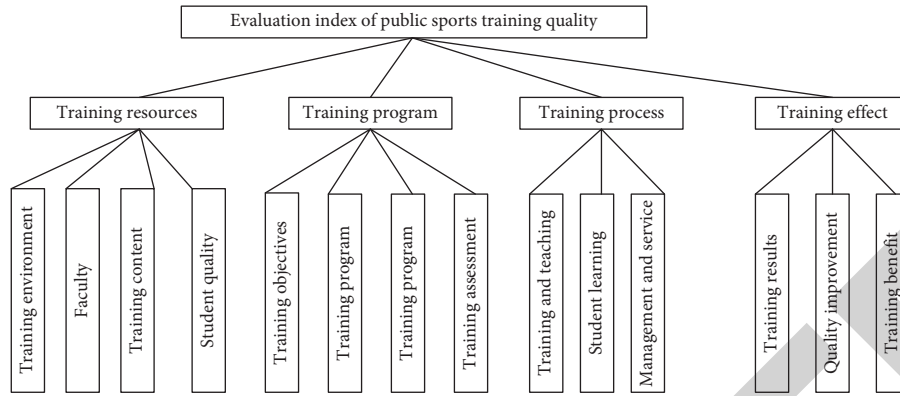 Evaluation index of public sports training quality
Training resources
Training program
Training process
Training effect
Training environment
Faculty
Training content
Student quality
Training objectives
Training program
Training program
Training assessment
Training and teaching
Student learning
Management and service
Training results
Quality improvement
Training benefit